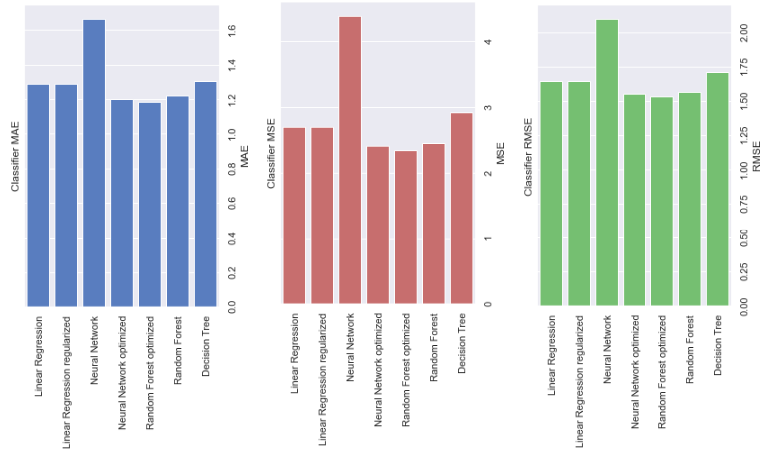 Classifier MAE
1.6
1.4
1.2
1.0
0.8
0.6
0.4
0.2
0.0
MAE
Linear Regression
Linear Regression regularized
Neural Network
Neural Network optimized
Random Forest optimized
Random Forest
Decision Tree
Classifier MSE
4
3
2
1
0
MSE
Linear Regression
Linear Regression regularized
Neural Network
Neural Network optimized
Random Forest optimized
Random Forest
Decision Tree
Classifier RMSE
2.00
1.75
1.50
1.25
1.00
0.75
0.50
0.25
0.00
RMSE
Linear Regression
Linear Regression regularized
Neural Network
Neural Network optimized
Random Forest optimized
Random Forest
Decision Tree